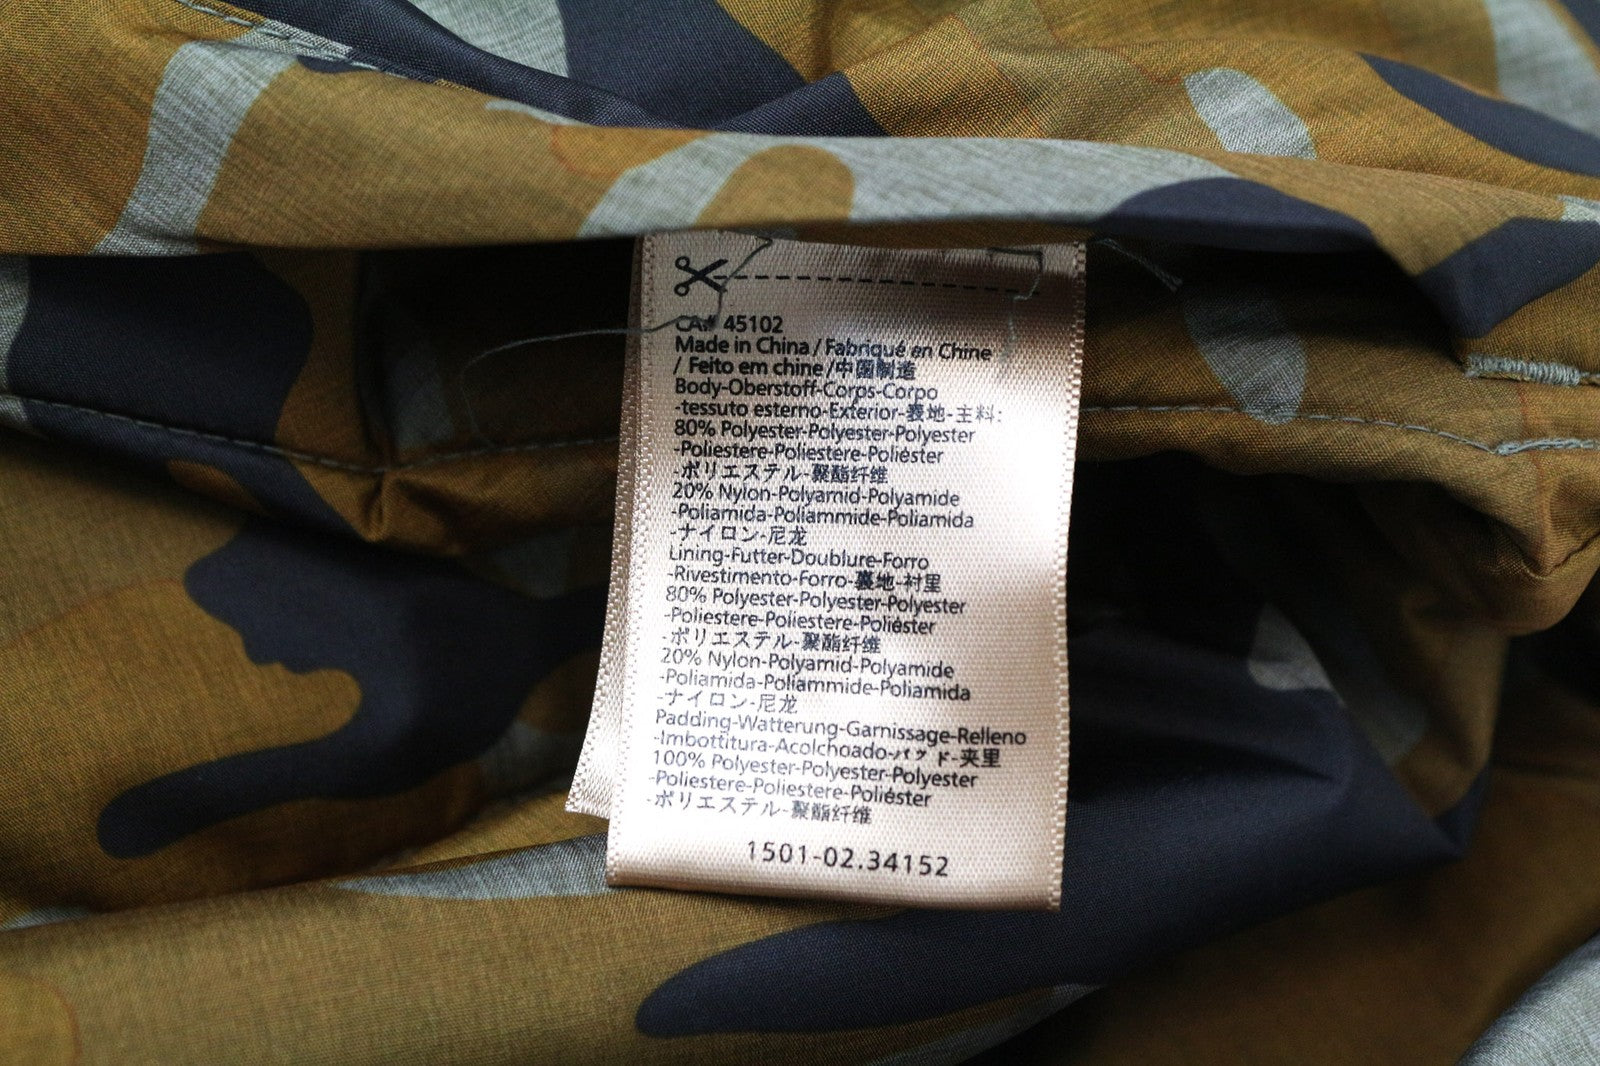 CA# 45102
Made in China / Fabriqué en Chine
/ Feito em chine /中国制造
Body-Oberstoff-Corps-Corpo
-tessuto esterno-Exterior-表地-主料:
80% Polyester-Polyester-Polyester
-Poliestere-Poliestere-Poliéster
-ポリエステル-聚酯纤维
20% Nylon-Polyamid-Polyamide
-Poliamida-Poliammide-Poliamida
-ナイロン-尼龙
Lining-Futter-Doublure-Forro
-Rivestimento-Forro-裏地-衬里
80% Polyester-Polyester-Polyester
-Poliestere-Poliestere-Poliéster
-ポリエステル-聚酯纤维
20% Nylon-Polyamid-Polyamide
-Poliamida-Poliammide-Poliamida
-ナイロン-尼龙
Padding-Watterung-Garnissage-Relleno
-Imbottitura-Acolchoado-パッド-夹里
100% Polyester-Polyester-Polyester
-Poliestere-Poliestere-Poliéster
-ポリエステル-聚酯纤维
1501-02.34152